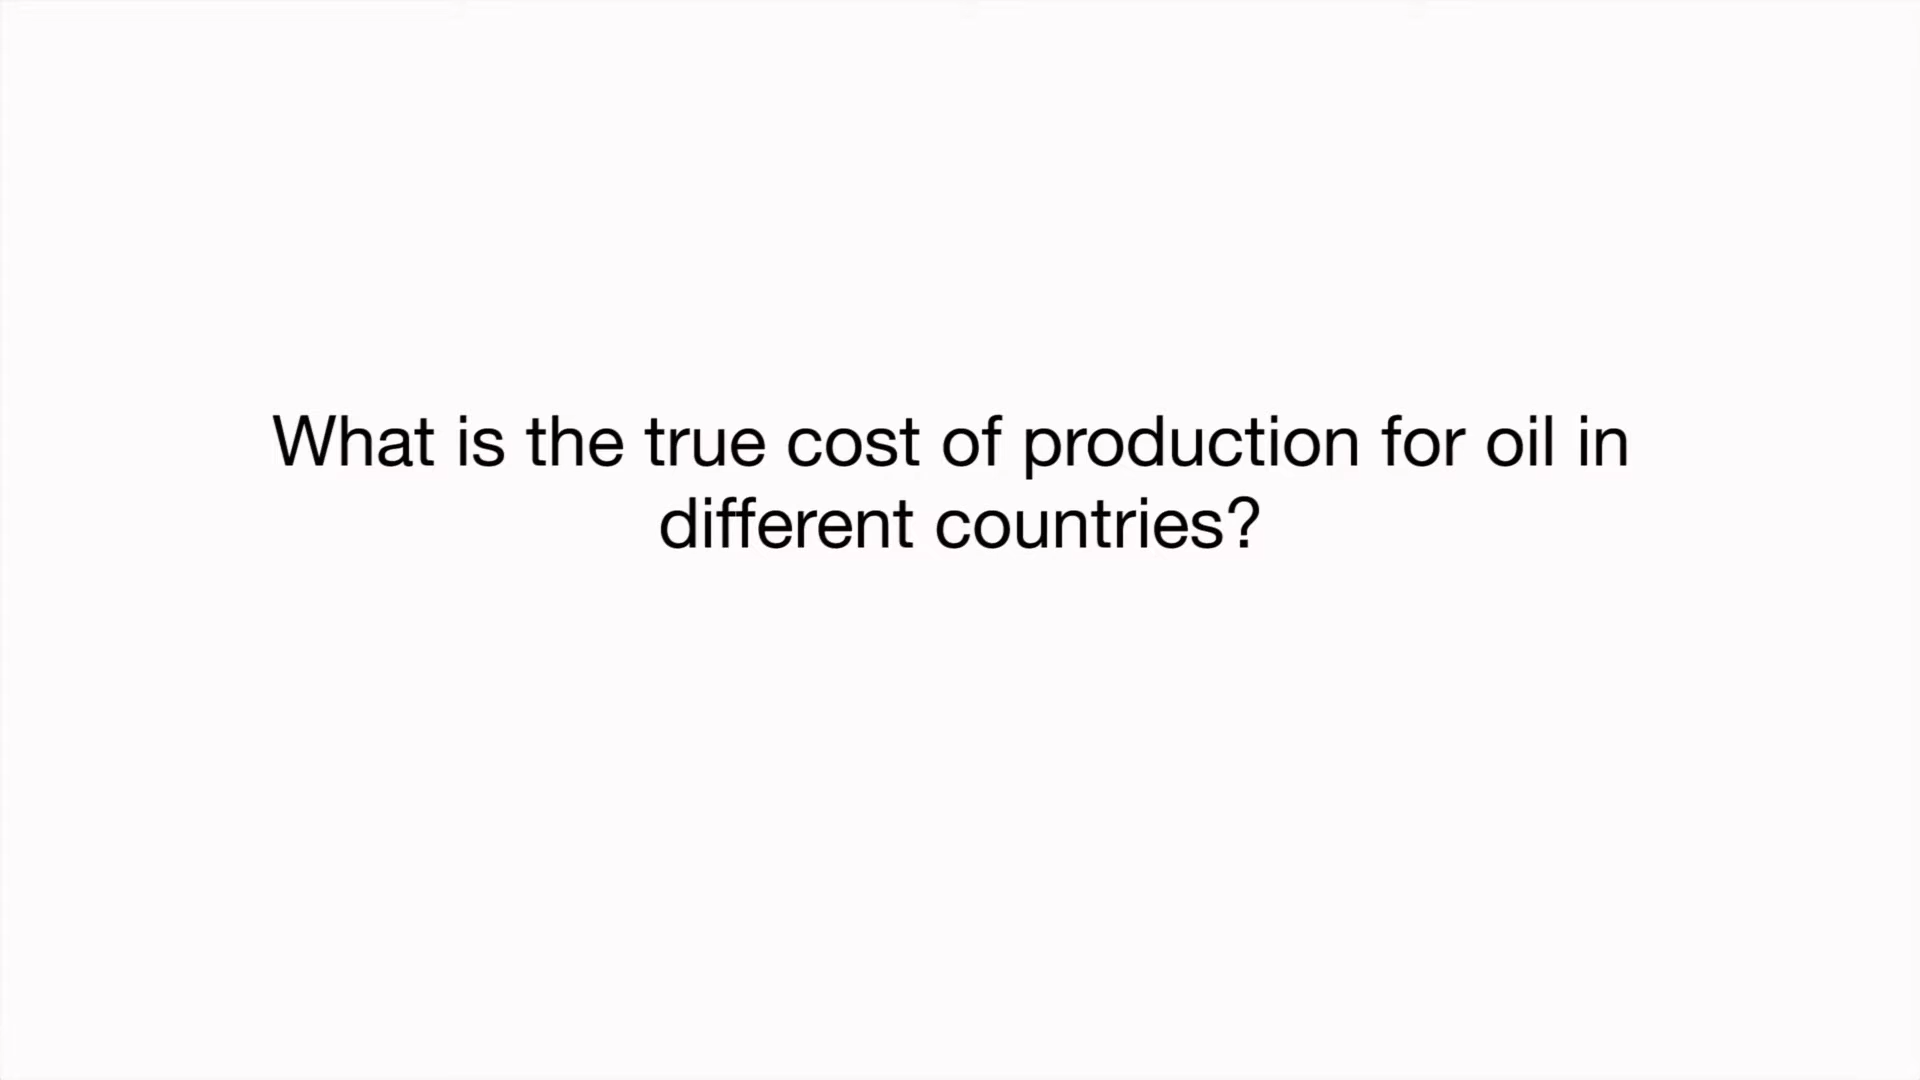 What is the true cost of production for oil in
different countries?